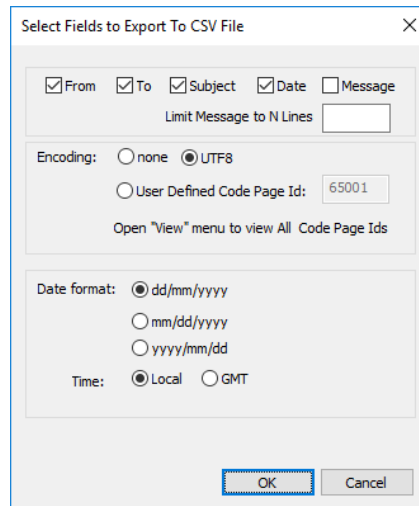 Select Fields to Export To CSV File
From To Subject Date Message
Limit Message to N Lines
Encoding: none UTF8
User Defined Code Page Id: 65001
Open "View" menu to view All Code Page Ids
Date format: dd/mm/yyyy
mm/dd/yyyy
yyyy/mm/dd
Time: Local GMT
OK Cancel